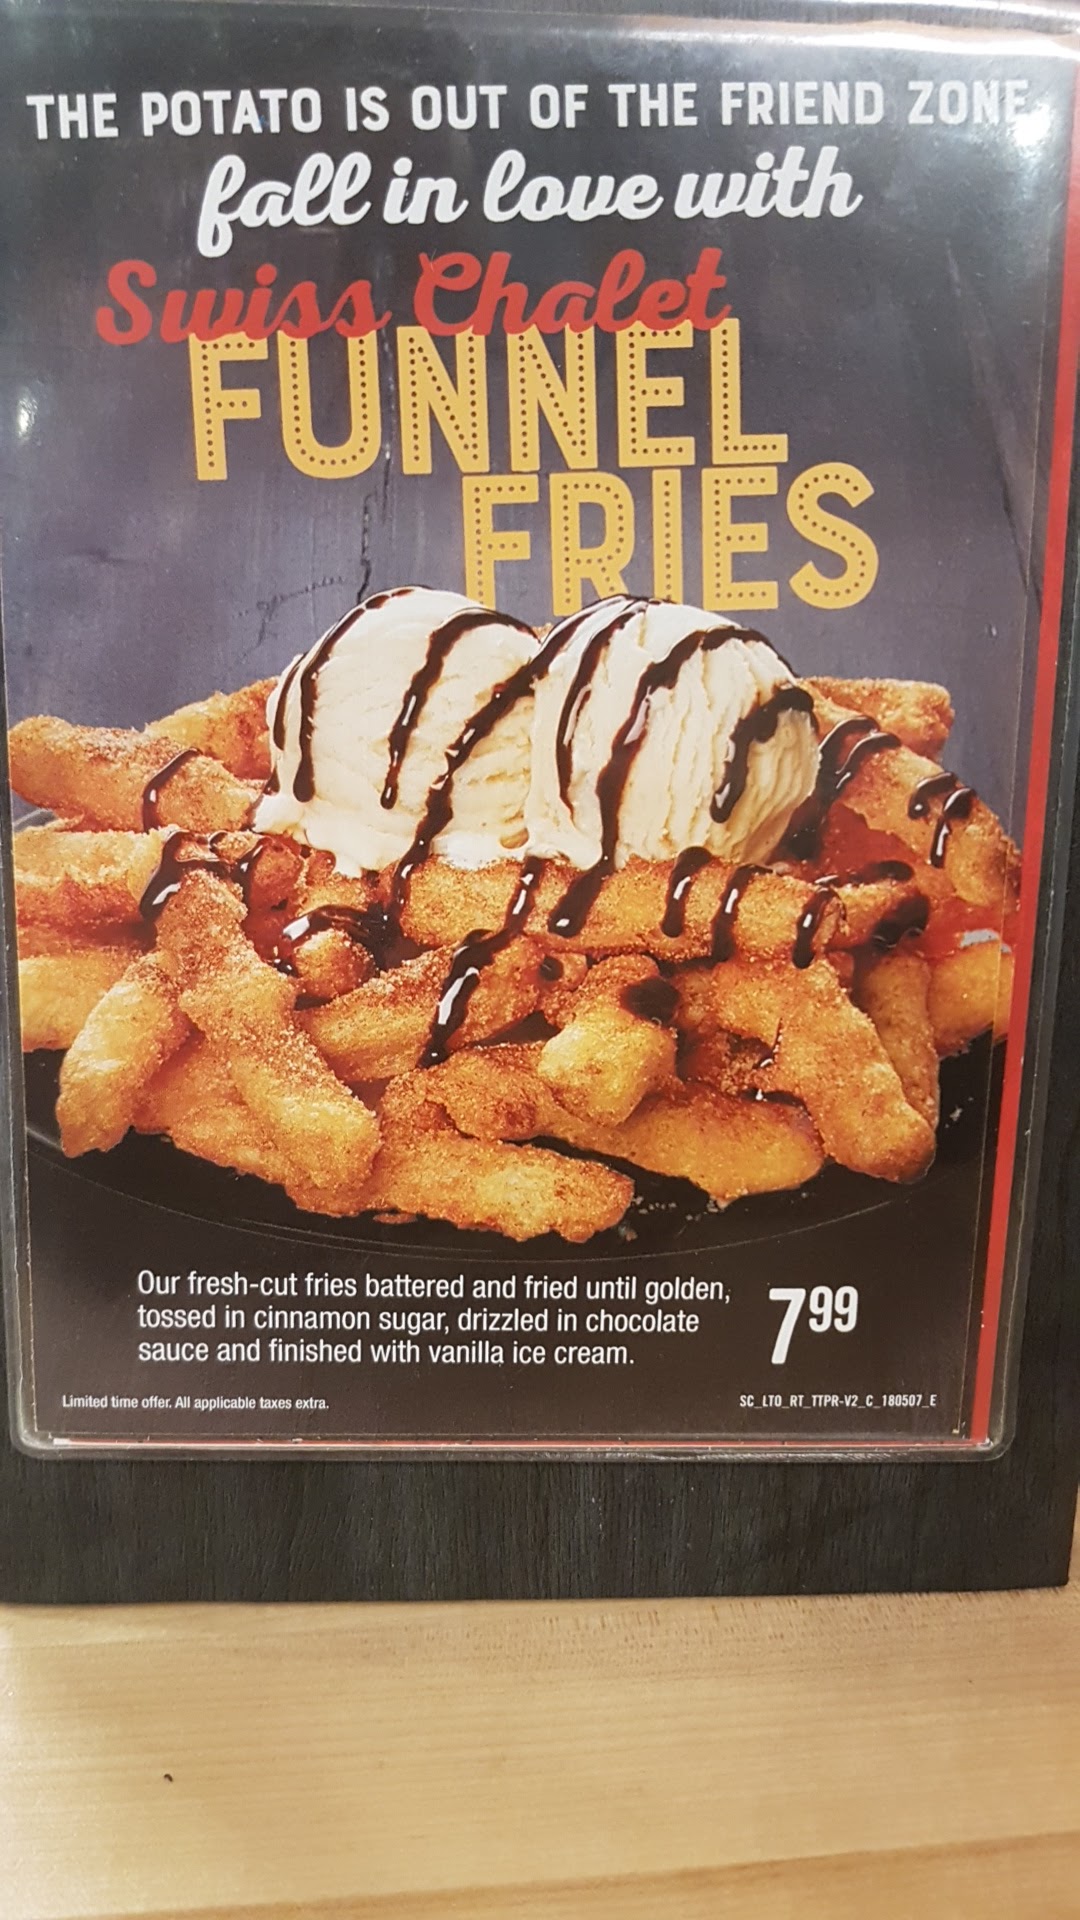 THE POTATO IS OUT OF THE FRIEND ZONE
fall in love with
Swiss Chalet
FUNNEL
FRIES
Our fresh-cut fries battered and fried until golden,
tossed in cinnamon sugar, drizzled in chocolate
sauce and finished with vanilla ice cream.
7.99
Limited time offer. All applicable taxes extra.
SC_LTO_RT_TTPR-V2_C_180507_E